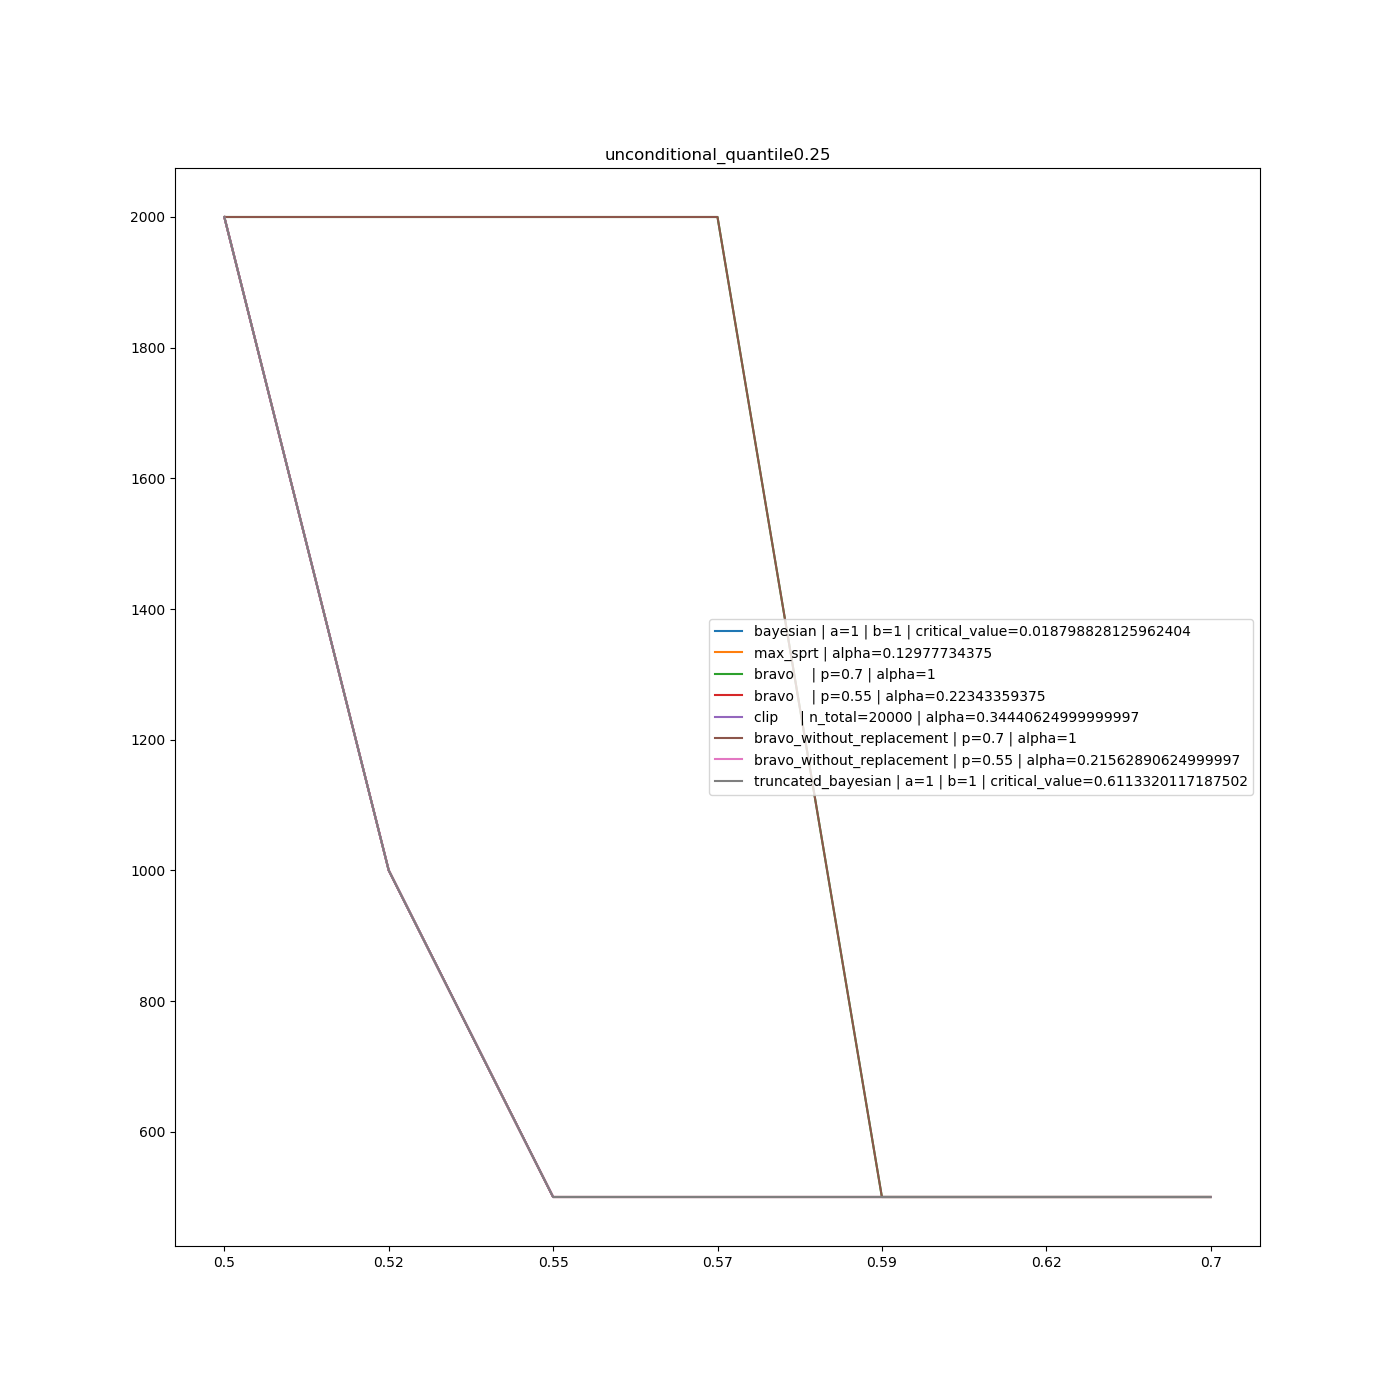 unconditional_quantile0.25
2000
1800
1600
1400
1200
1000
800
600
bayesian | a=1 | b=1 | critical_value=0.018798828125962404
max_sprt | alpha=0.12977734375
bravo    | p=0.7 | alpha=1
bravo    | p=0.55 | alpha=0.22343359375
clip     | n_total=20000 | alpha=0.34440624999999997
bravo_without_replacement | p=0.7 | alpha=1
bravo_without_replacement | p=0.55 | alpha=0.21562890624999997
truncated_bayesian | a=1 | b=1 | critical_value=0.6113320117187502
0.5 0.52 0.55 0.57 0.59 0.62 0.7